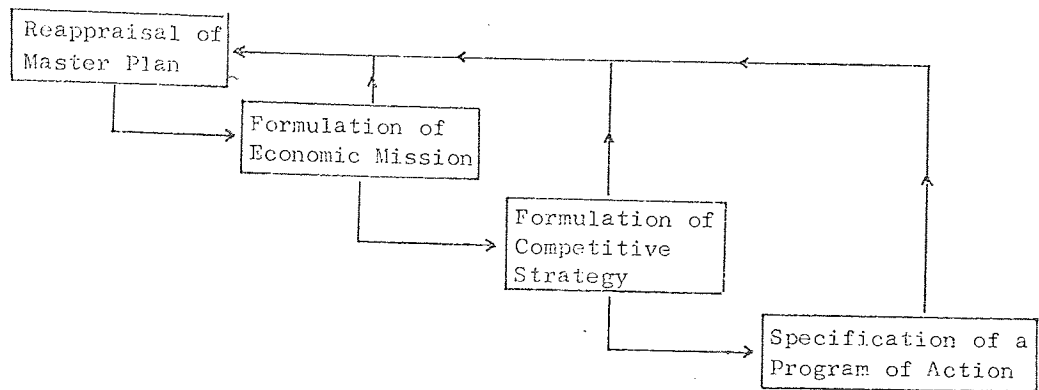 Reappraisal of
Master Plan
Formulation of
Economic Mission
Formulation of
Competitive
Strategy
Specification of a
Program of Action